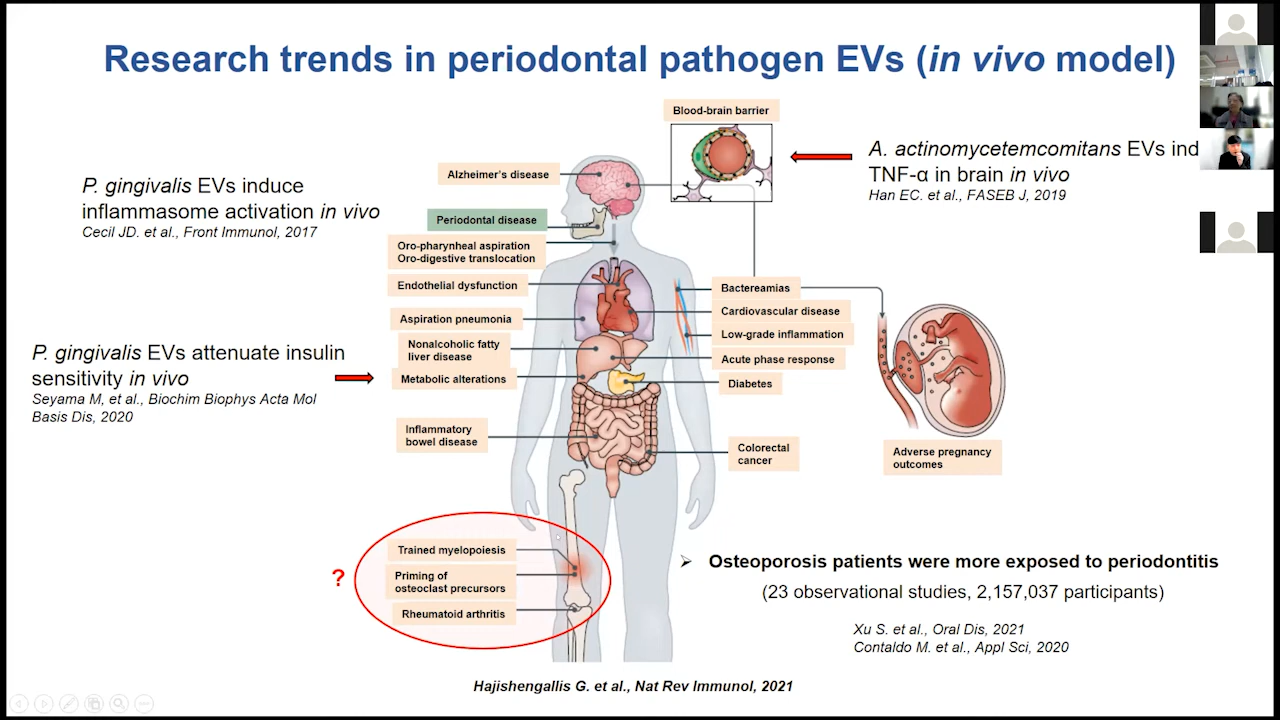 Research trends in periodontal pathogen EVs (in vivo model)
P. gingivalis EVs induce
inflammasome activation in vivo
Cecil JD. et al., Front Immunol, 2017
P. gingivalis EVs attenuate insulin
sensitivity in vivo
Seyama M, et al., Biochim Biophys Acta Mol
Basis Dis, 2020
Blood-brain barrier
A. actinomycetemcomitans EVs ind
TNF-α in brain in vivo
Han EC. et al., FASEB J, 2019
Alzheimer's disease
Periodontal disease
Oro-pharynheal aspiration
Oro-digestive translocation
Endothelial dysfunction
Aspiration pneumonia
Nonalcoholic fatty
liver disease
Metabolic alterations
Inflammatory
bowel disease
Bactereamias
Cardiovascular disease
Low-grade inflammation
Acute phase response
Diabetes
Colorectal
cancer
Adverse pregnancy
outcomes
?
Trained myelopoiesis
Priming of
osteoclast precursors
Rheumatoid arthritis
➢ Osteoporosis patients were more exposed to periodontitis
(23 observational studies, 2,157,037 participants)
Xu S. et al., Oral Dis, 2021
Contaldo M. et al., Appl Sci, 2020
Hajishengallis G. et al., Nat Rev Immunol, 2021